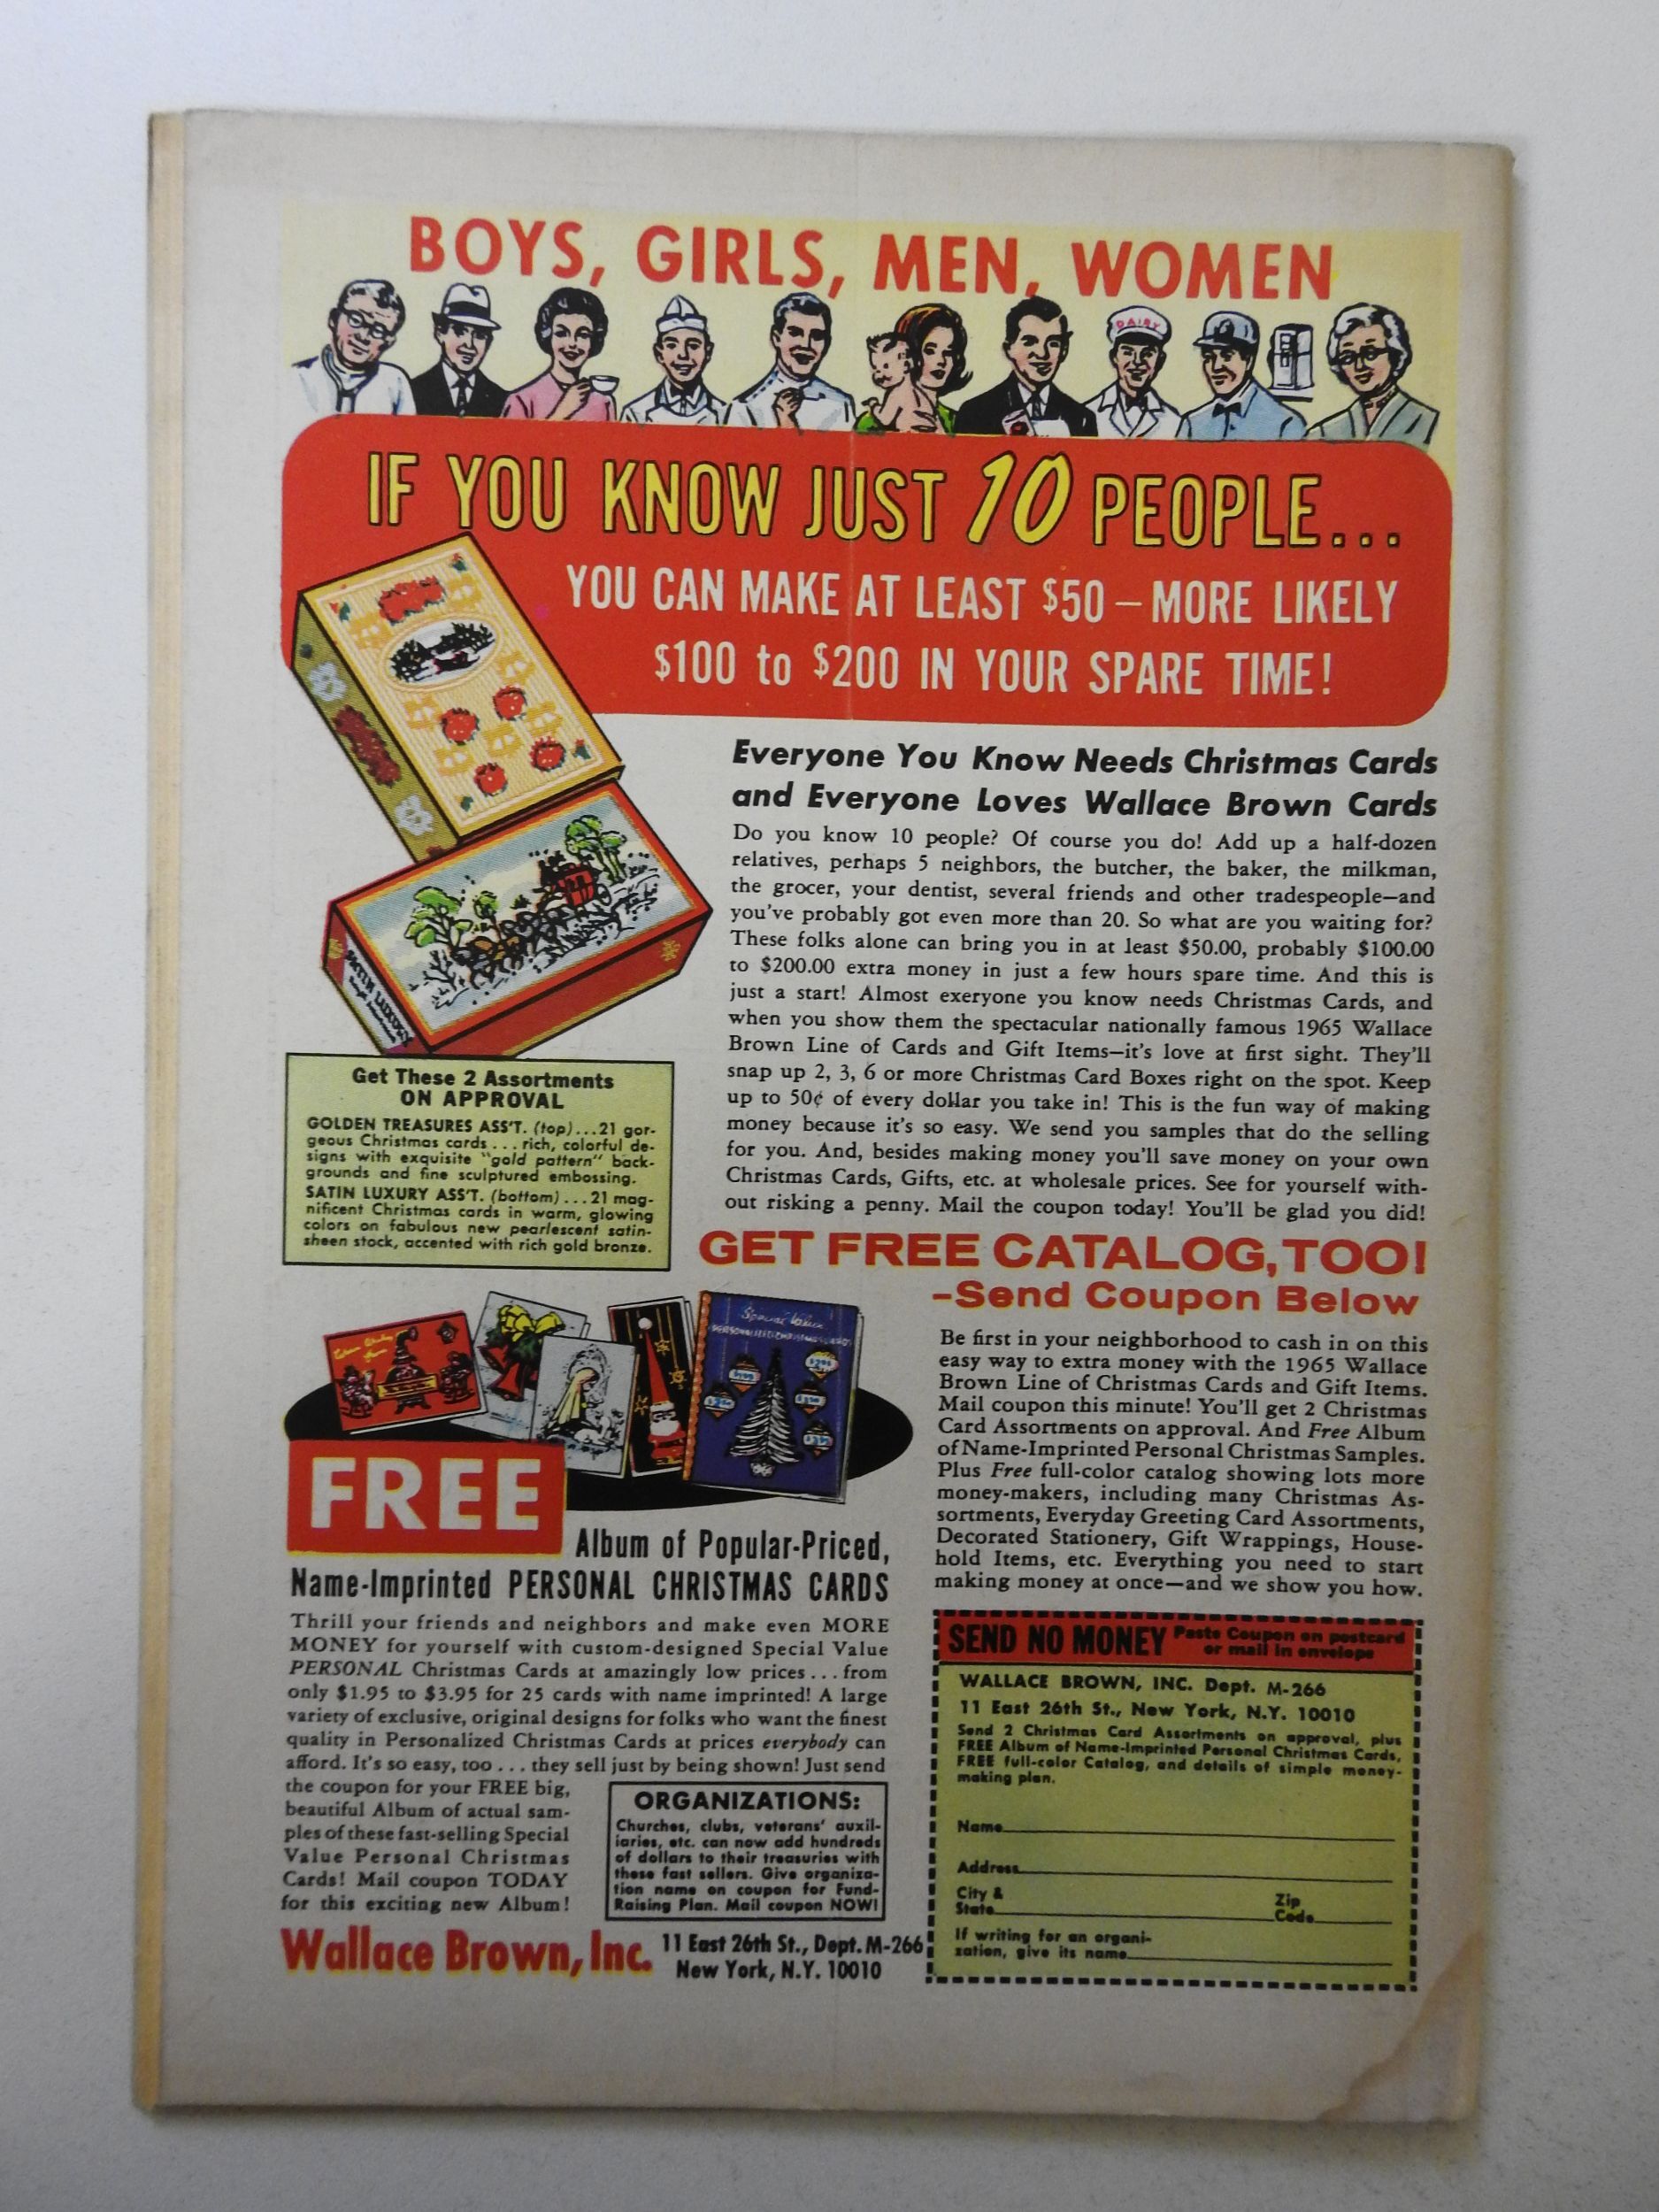 BOYS, GIRLS, MEN, WOMEN
DAIRY
IF YOU KNOW JUST 10 PEOPLE...
YOU CAN MAKE AT LEAST $50 – MORE LIKELY
$100 to $200 IN YOUR SPARE TIME!
SATIN LUXURY
Everyone You Know Needs Christmas Cards
and Everyone Loves Wallace Brown Cards
Do you know 10 people? Of course you do! Add up a half-dozen
relatives, perhaps 5 neighbors, the butcher, the baker, the milkman,
the grocer, your dentist, several friends and other tradespeople—and
you've probably got even more than 20. So what are you waiting for?
These folks alone can bring you in at least $50.00, probably $100.00
to $200.00 extra money in just a few hours spare time. And this is
just a start! Almost exeryone you know needs Christmas Cards, and
when you show them the spectacular nationally famous 1965 Wallace
Brown Line of Cards and Gift Items—it's love at first sight. They'll
snap up 2, 3, 6 or more Christmas Card Boxes right on the spot. Keep
up to 50¢ of every dollar you take in! This is the fun way of making
money because it's so easy. We send you samples that do the selling
for you. And, besides making money you'll save money on your own
Christmas Cards, Gifts, etc. at wholesale prices. See for yourself with-
out risking a penny. Mail the coupon today! You'll be glad you did!
Get These 2 Assortments
ON APPROVAL
GOLDEN TREASURES ASS'T. (top)...21 gor-
geous Christmas cards...rich, colorful de-
signs with exquisite "gold pattern" back-
grounds and fine sculptured embossing.
SATIN LUXURY ASS'T. (bottom)...21 mag-
nificent Christmas cards in warm, glowing
colors on fabulous new pearlescent satin-
sheen stock, accented with rich gold bronze.
GET FREE CATALOG, TOO!
–Send Coupon Below
Be first in your neighborhood to cash in on this
easy way to extra money with the 1965 Wallace
Brown Line of Christmas Cards and Gift Items.
Mail coupon this minute! You'll get 2 Christmas
Card Assortments on approval. And Free Album
of Name-Imprinted Personal Christmas Samples.
Plus Free full-color catalog showing lots more
money-makers, including many Christmas As-
sortments, Everyday Greeting Card Assortments,
Decorated Stationery, Gift Wrappings, House-
hold Items, etc. Everything you need to start
making money at once—and we show you how.
Special Value
PERSONALIZED CHRISTMAS CARDS
FREE
Album of Popular-Priced,
Name-Imprinted PERSONAL CHRISTMAS CARDS
Thrill your friends and neighbors and make even MORE
MONEY for yourself with custom-designed Special Value
PERSONAL Christmas Cards at amazingly low prices...from
only $1.95 to $3.95 for 25 cards with name imprinted! A large
variety of exclusive, original designs for folks who want the finest
quality in Personalized Christmas Cards at prices everybody can
afford. It's so easy, too...they sell just by being shown! Just send
the coupon for your FREE big,
beautiful Album of actual sam-
ples of these fast-selling Special
Value Personal Christmas
Cards! Mail coupon TODAY
for this exciting new Album!
ORGANIZATIONS:
Churches, clubs, veterans' auxil-
iaries, etc. can now add hundreds
of dollars to their treasuries with
these fast sellers. Give organiza-
tion name on coupon for Fund-
Raising Plan. Mail coupon NOW!
Wallace Brown, Inc. 11 East 26th St., Dept. M-266
New York, N.Y. 10010
SEND NO MONEY Paste Coupon on postcard
or mail in envelope
WALLACE BROWN, INC. Dept. M-266
11 East 26th St., New York, N.Y. 10010
Send 2 Christmas Card Assortments on approval, plus
FREE Album of Name-Imprinted Personal Christmas Cards,
FREE full-color Catalog, and details of simple money-
making plan.
Name
Address
City & State Zip Code
If writing for an organi-
zation, give its name